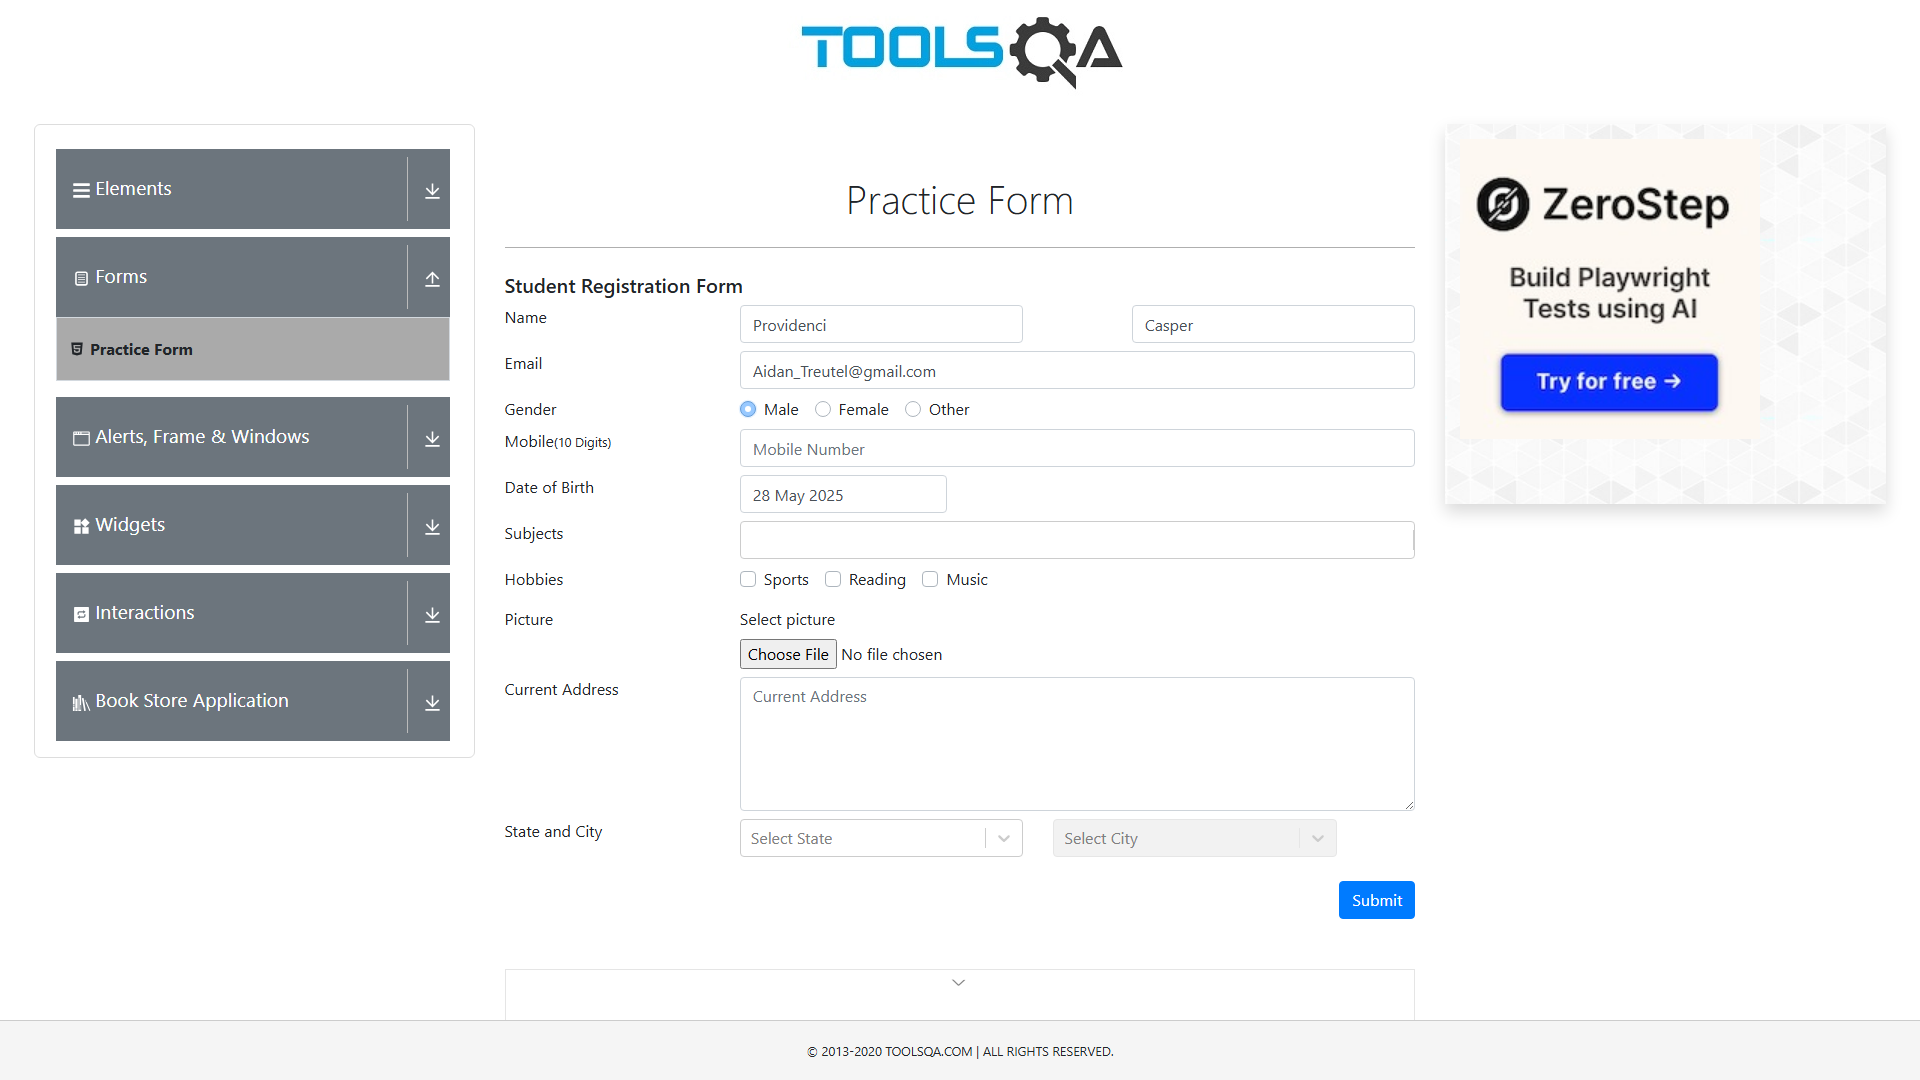 TOOLSQA
Elements
Forms
Practice Form
Alerts, Frame & Windows
Widgets
Interactions
Book Store Application
Practice Form
Student Registration Form
Name
Providenci
Casper
Email
Aidan_Treutel@gmail.com
Gender
Male
Female
Other
Mobile(10 Digits)
Mobile Number
Date of Birth
28 May 2025
Subjects
Hobbies
Sports
Reading
Music
Picture
Select picture
Choose File No file chosen
Current Address
Current Address
State and City
Select State
Select City
Submit
ZeroStep
Build Playwright
Tests using AI
Try for free →
© 2013-2020 TOOLSQA.COM | ALL RIGHTS RESERVED.